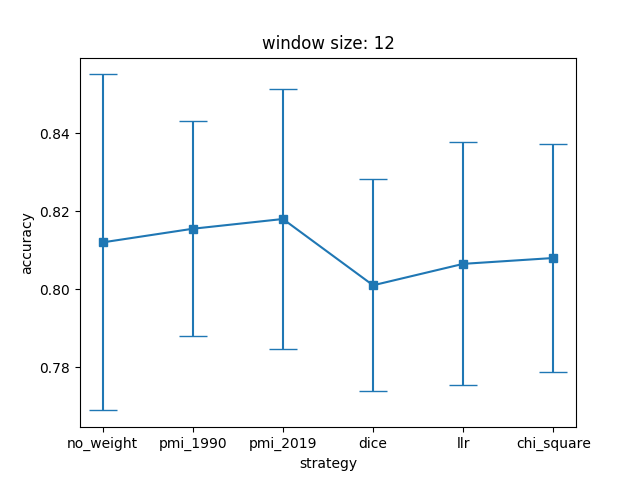 window size: 12
accuracy
0.84
0.82
0.80
0.78
no_weight pmi_1990 pmi_2019 dice llr chi_square
strategy